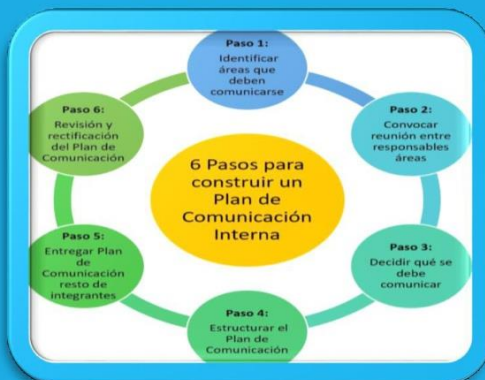 6 Pasos para
construir un
Plan de
Comunicación
Interna
Paso 1:
Identificar
áreas que
deben
comunicarse
Paso 2:
Convocar
reunión entre
responsables
áreas
Paso 3:
Decidir qué se
debe
comunicar
Paso 4:
Estructurar el
Plan de
Comunicación
Paso 5:
Entregar Plan
de
Comunicación
resto de
integrantes
Paso 6:
Revisión y
rectificación
del Plan de
Comunicación